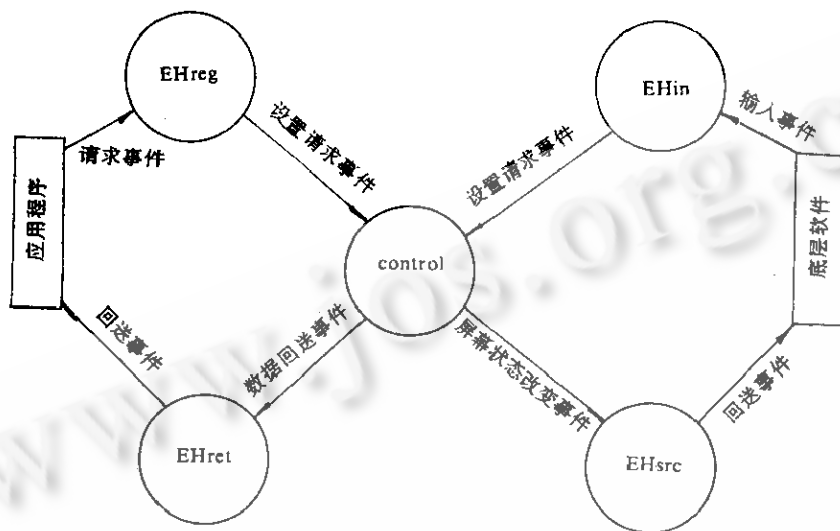 EHreg
EHin
请求事件
设置请求事件
设置请求事件
输入事件
应用程序
control
底层软件
回送事件
数据回送事件
屏幕状态改变事件
回送事件
EHret
EHsrc
www.jos.org.c